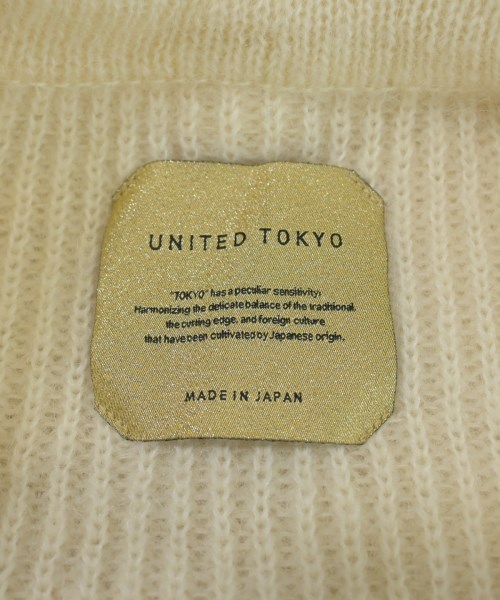 UNITED TOKYO
"TOKYO" has a peculiar sensitivity;
Harmonizing the delicate balance of the traditional,
the cutting edge, and foreign culture
that have been cultivated by Japanese origin.
MADE IN JAPAN